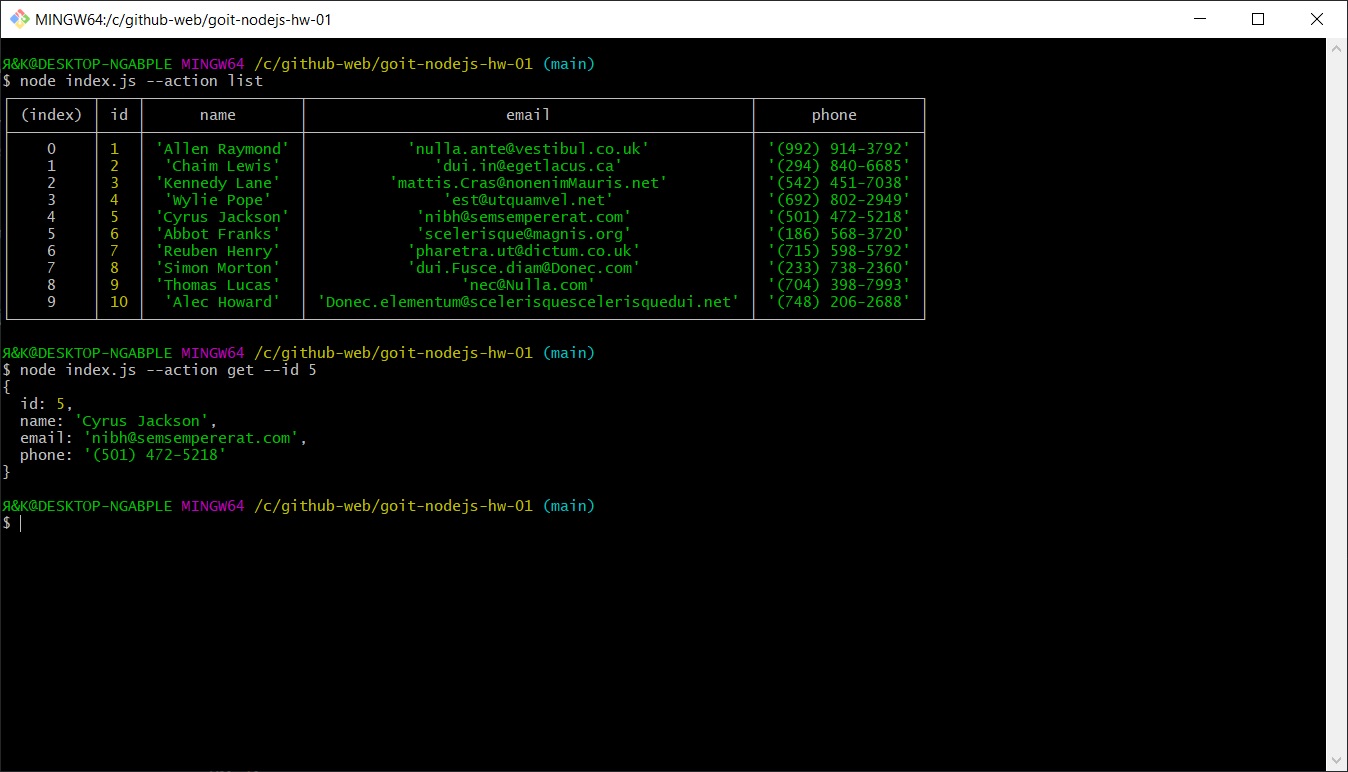 MINGW64:/c/github-web/goit-nodejs-hw-01
Я&K@DESKTOP-NGABPLE MINGW64 /c/github-web/goit-nodejs-hw-01 (main)
$ node index.js --action list
(index) id name email phone
0 1 'Allen Raymond' 'nulla.ante@vestibul.co.uk' '(992) 914-3792'
1 2 'Chaim Lewis' 'dui.in@egetlacus.ca' '(294) 840-6685'
2 3 'Kennedy Lane' 'mattis.Cras@nonenimMauris.net' '(542) 451-7038'
3 4 'Wylie Pope' 'est@utquamvel.net' '(692) 802-2949'
4 5 'Cyrus Jackson' 'nibh@semsempererat.com' '(501) 472-5218'
5 6 'Abbot Franks' 'scelerisque@magnis.org' '(186) 568-3720'
6 7 'Reuben Henry' 'pharetra.ut@dictum.co.uk' '(715) 598-5792'
7 8 'Simon Morton' 'dui.Fusce.diam@Donec.com' '(233) 738-2360'
8 9 'Thomas Lucas' 'nec@Nulla.com' '(704) 398-7993'
9 10 'Alec Howard' 'Donec.elementum@scelerisquescelerisquedui.net' '(748) 206-2688'
Я&K@DESKTOP-NGABPLE MINGW64 /c/github-web/goit-nodejs-hw-01 (main)
$ node index.js --action get --id 5
{
  id: 5,
  name: 'Cyrus Jackson',
  email: 'nibh@semsempererat.com',
  phone: '(501) 472-5218'
}
Я&K@DESKTOP-NGABPLE MINGW64 /c/github-web/goit-nodejs-hw-01 (main)
$